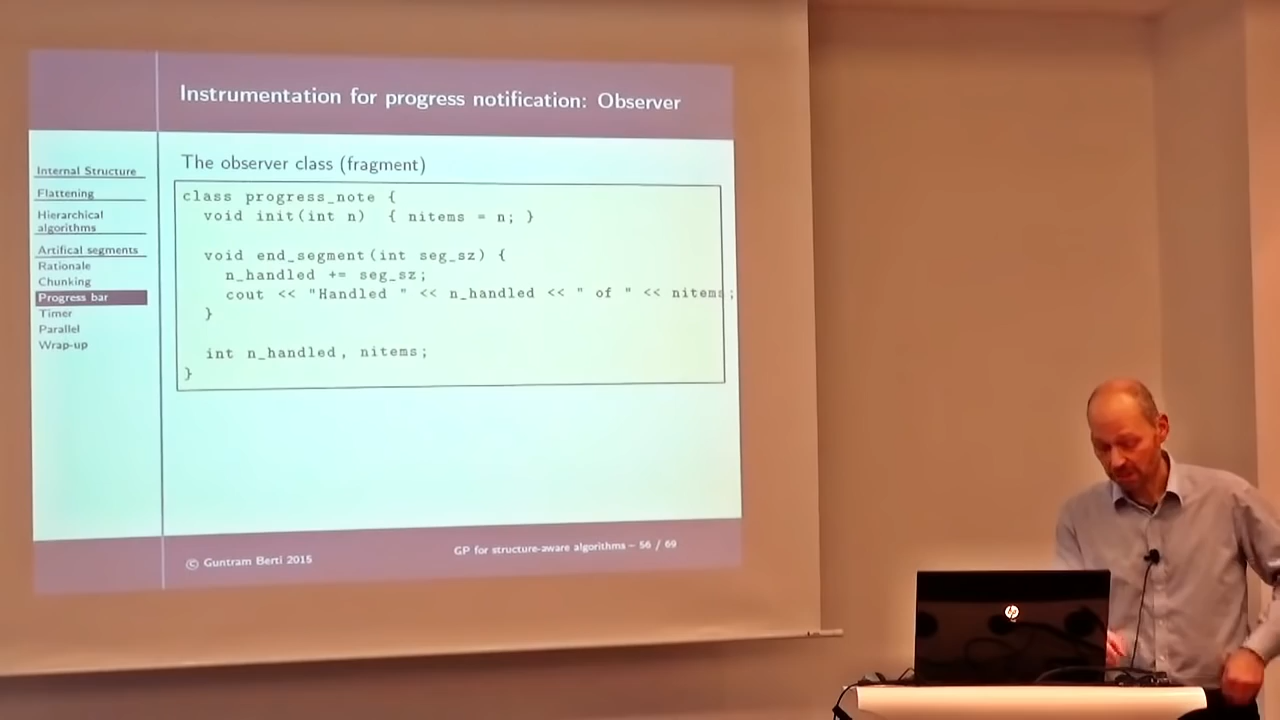 Instrumentation for progress notification: Observer
Internal Structure
Flattening
Hierarchical
algorithms
Artifical segments
Rationale
Chunking
Progress bar
Timer
Parallel
Wrap-up
The observer class (fragment)
class progress_note {
void init(int n) { nitems = n; }
void end_segment(int seg_sz) {
n_handled += seg_sz;
cout << "Handled " << n_handled << " of " << nitems;
}
int n_handled, nitems;
}
© Guntram Berti 2015
GP for structure-aware algorithms – 56 / 69
hp